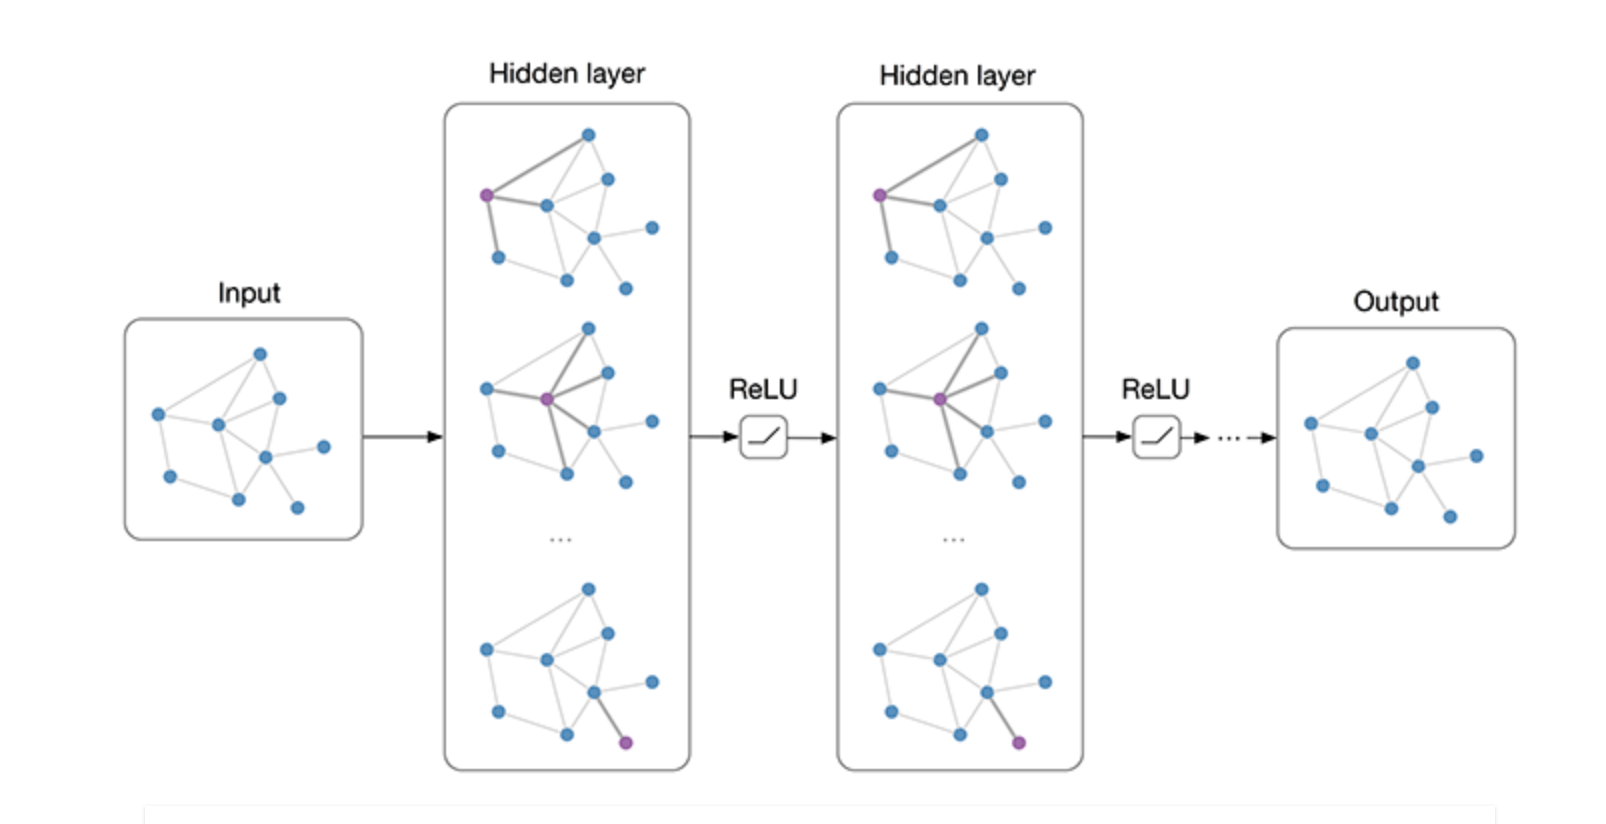 Hidden layer
Hidden layer
Input
Output
ReLU
ReLU
...
...
...